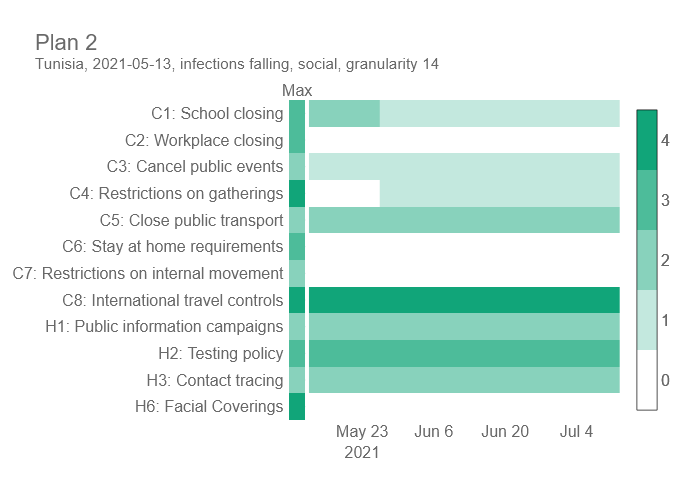 Plan 2
Tunisia, 2021-05-13, infections falling, social, granularity 14
Max
C1: School closing
C2: Workplace closing
C3: Cancel public events
C4: Restrictions on gatherings
C5: Close public transport
C6: Stay at home requirements
C7: Restrictions on internal movement
C8: International travel controls
H1: Public information campaigns
H2: Testing policy
H3: Contact tracing
H6: Facial Coverings
4
3
2
1
0
May 23 Jun 6 Jun 20 Jul 4
2021